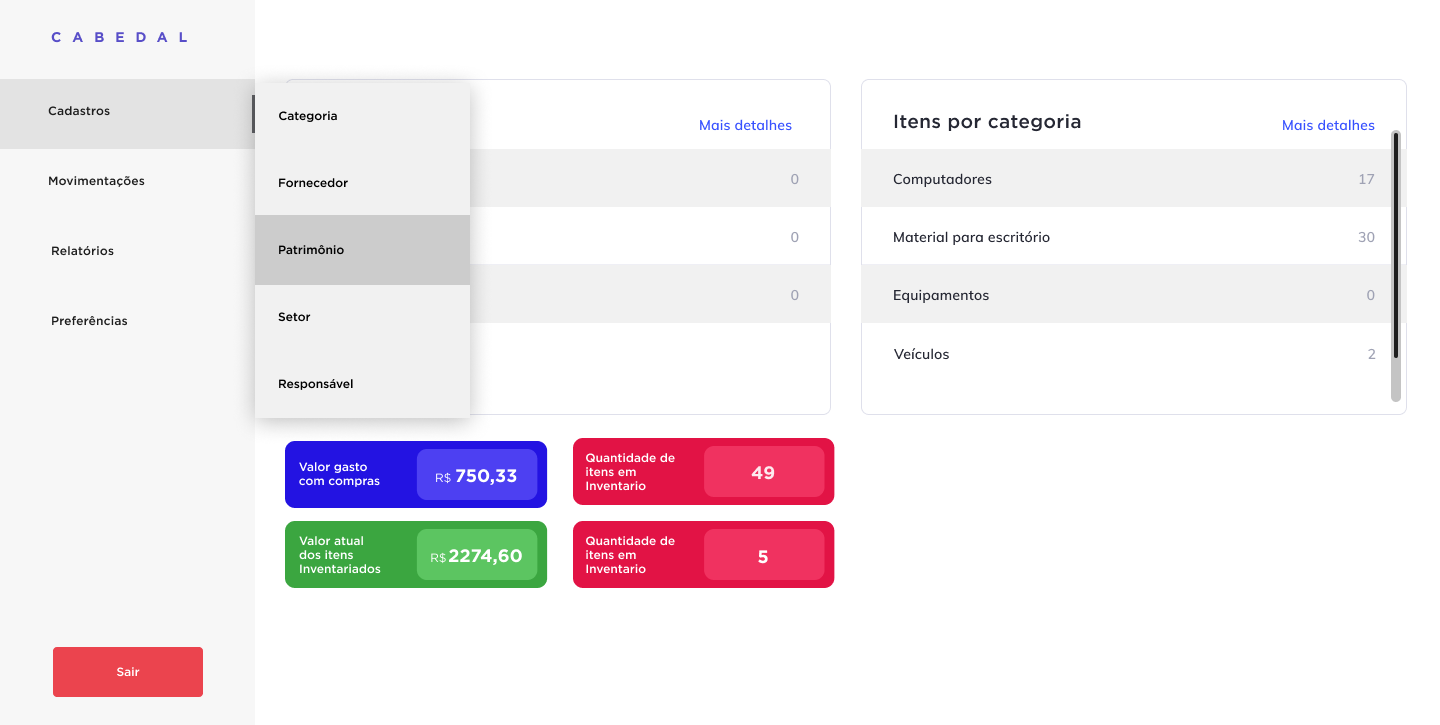 CABEDAL
Cadastros
Movimentações
Relatórios
Preferências
Sair
Categoria
Fornecedor
Patrimônio
Setor
Responsável
Mais detalhes
0
0
0
Itens por categoria
Mais detalhes
Computadores 17
Material para escritório 30
Equipamentos 0
Veículos 2
Valor gasto
com compras
R$ 750,33
Quantidade de
itens em
Inventario
49
Valor atual
dos itens
Inventariados
R$ 2274,60
Quantidade de
itens em
Inventario
5